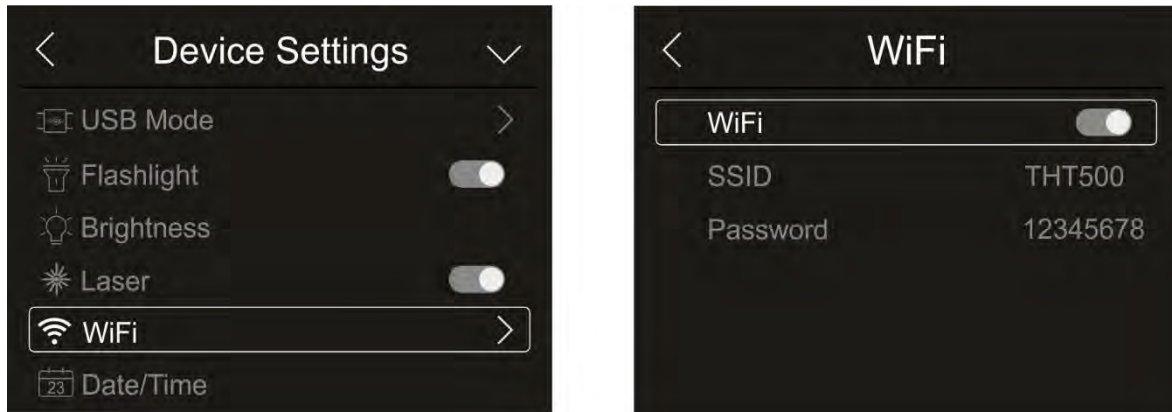 Device Settings
USB Mode
Flashlight
Brightness
Laser
WiFi
23 Date/Time
WiFi
WiFi
SSID THT500
Password 12345678